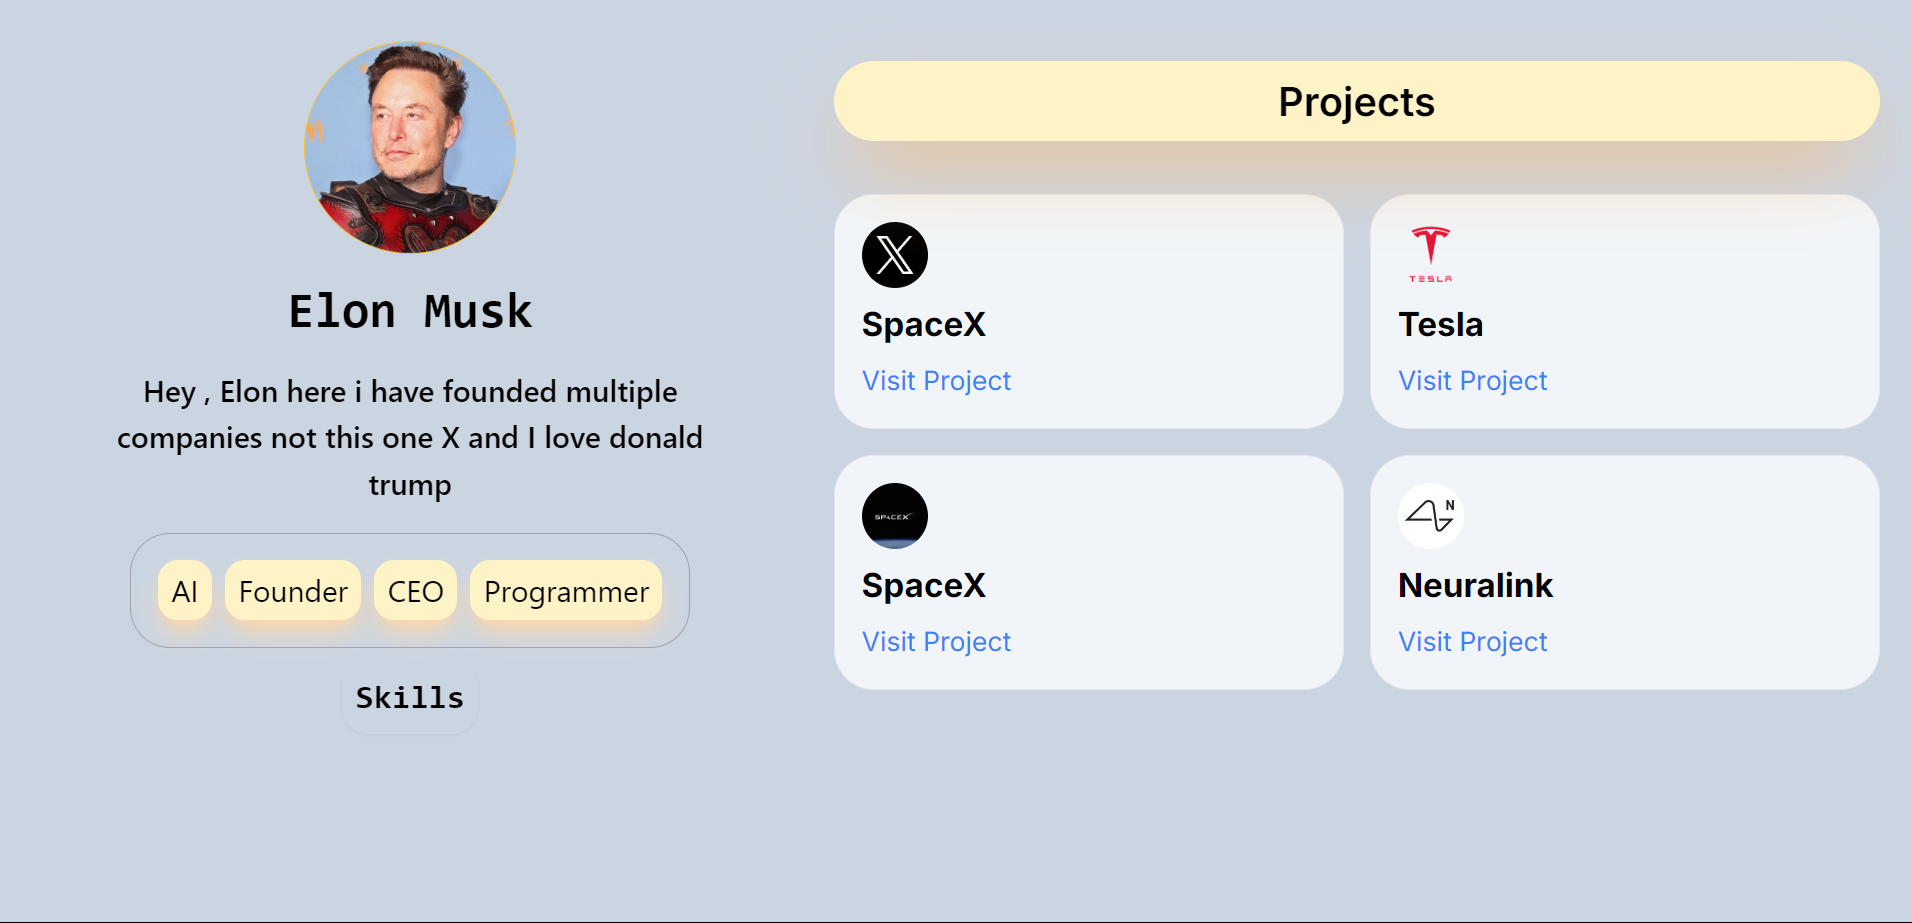 Elon Musk
Hey , Elon here i have founded multiple
companies not this one X and I love donald
trump
AI Founder CEO Programmer
Skills
Projects
X
SpaceX
Visit Project
TESLA
Tesla
Visit Project
SPACEX
SpaceX
Visit Project
N
Neuralink
Visit Project